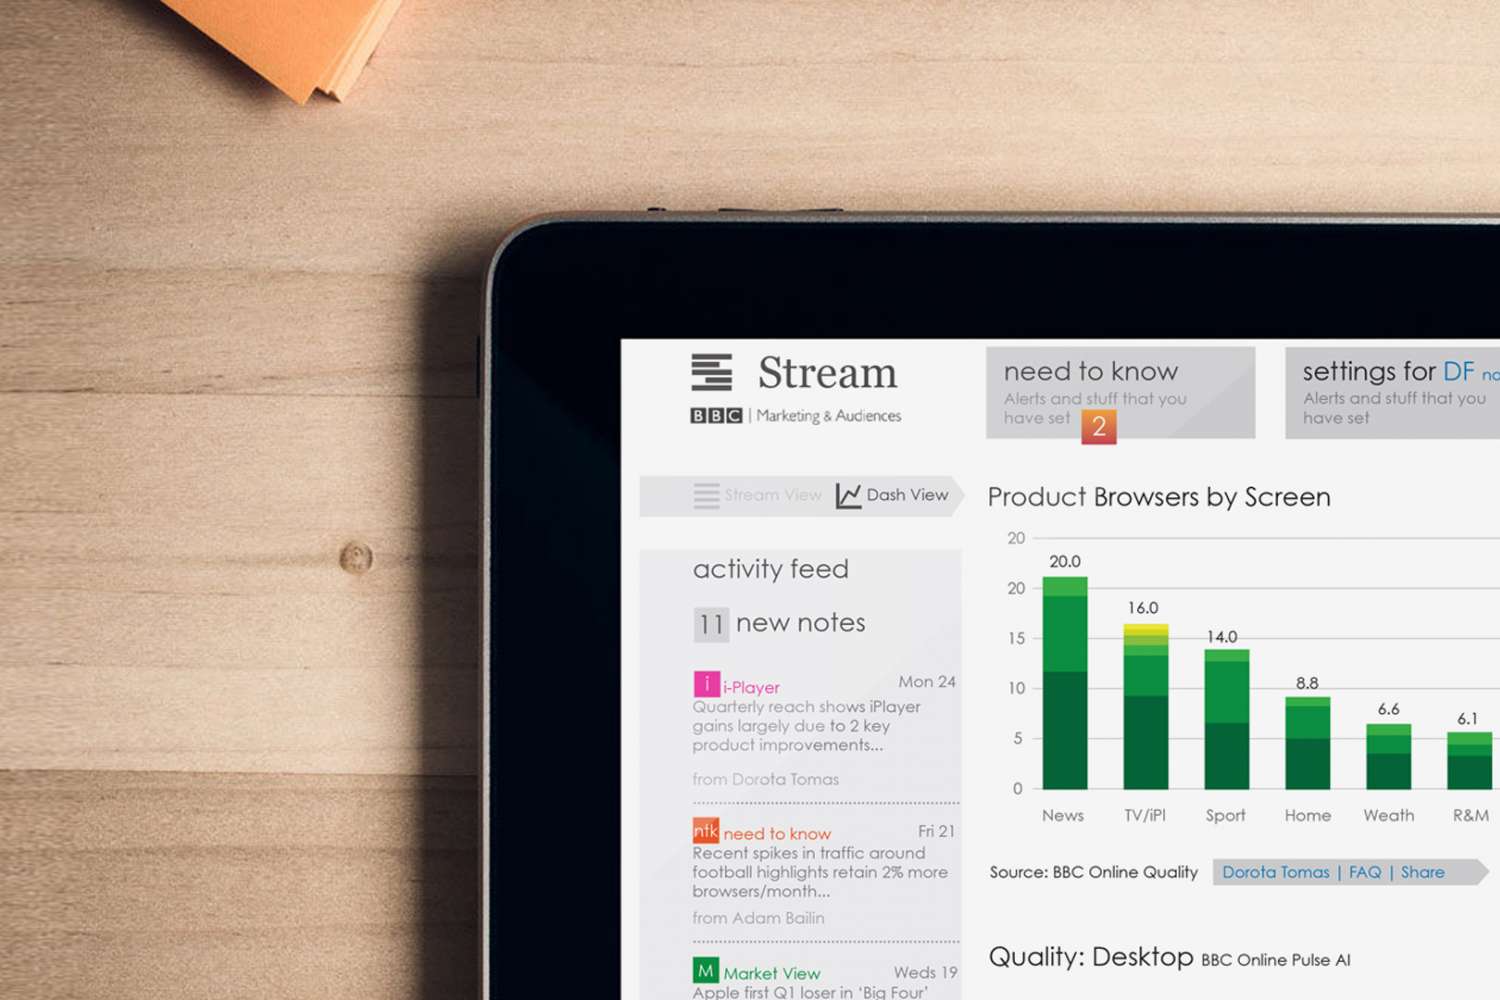 Stream
BBC | Marketing & Audiences
need to know
Alerts and stuff that you
have set
2
settings for DF
Alerts and stuff that you
have set
Stream View
Dash View
activity feed
11 new notes
i i-Player Mon 24
Quarterly reach shows iPlayer
gains largely due to 2 key
product improvements...
from Dorota Tomas
ntk need to know Fri 21
Recent spikes in traffic around
football highlights retain 2% more
browsers/month...
from Adam Bailin
M Market View Weds 19
Apple first Q1 loser in ‘Big Four’
Product Browsers by Screen
20
20
15
10
5
0
20.0
16.0
14.0
8.8
6.6
6.1
News
TV/iPl
Sport
Home
Weath
R&M
Source: BBC Online Quality
Dorota Tomas | FAQ | Share
Quality: Desktop BBC Online Pulse AI